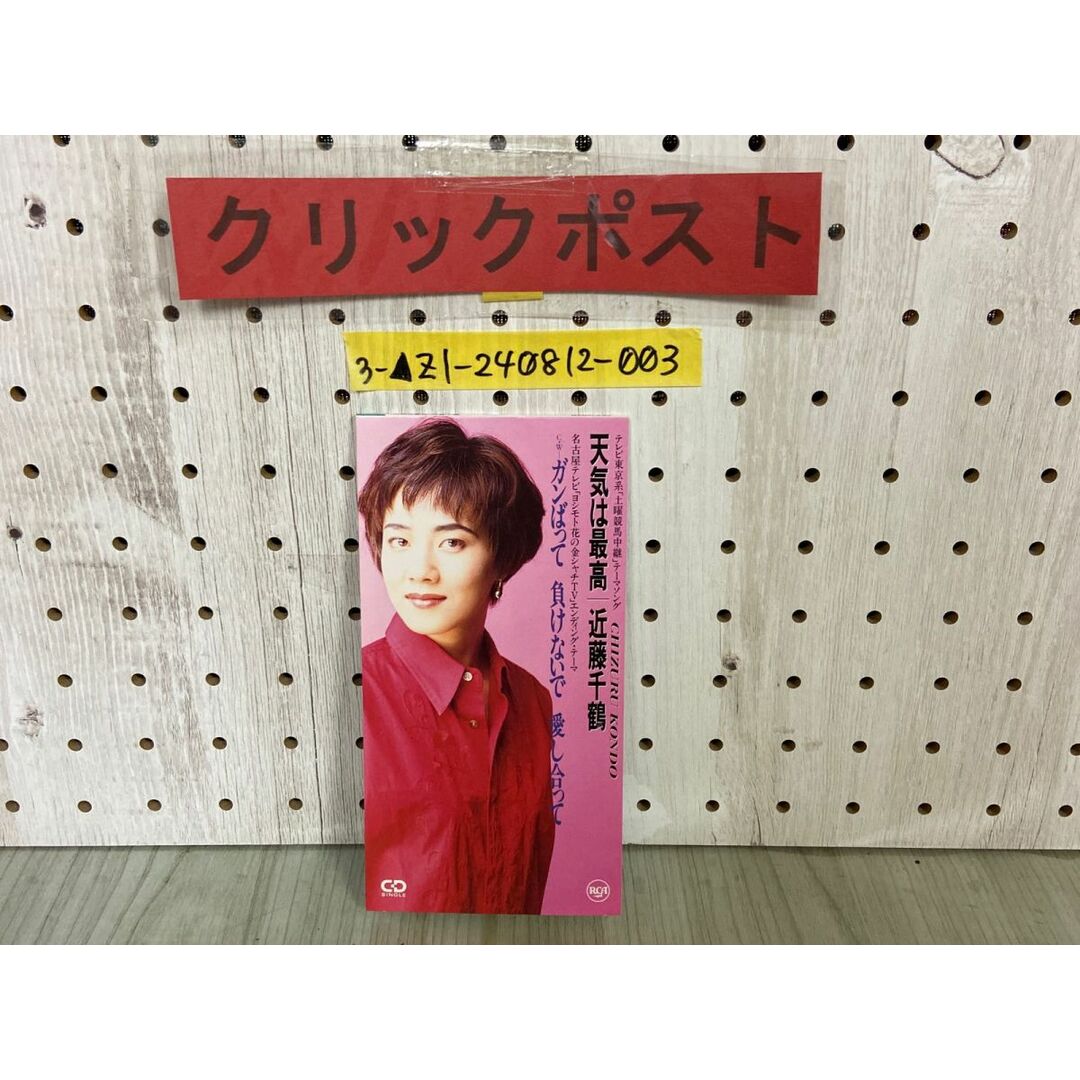 クリックポスト
3-▲Z1-240812-003
テレビ東京系「土曜競馬中継」テーマソング
天気は最高 近藤千鶴
CHIZURU KONDO
名古屋テレビ「ヨシモト花の金シャチTV」エンディング・テーマ
C/W ガンばって 負けないで 愛し合って
CD
SINGLE
RCA